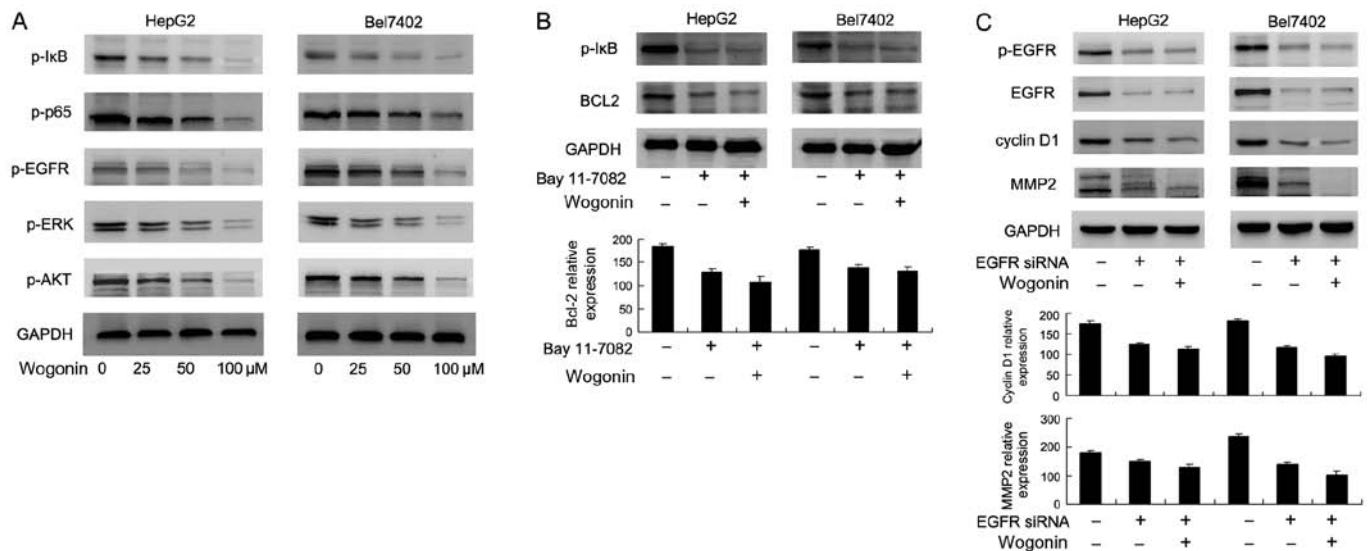 A
HepG2 Bel7402
p-IκB
p-p65
p-EGFR
p-ERK
p-AKT
GAPDH
Wogonin 0 25 50 100 μM 0 25 50 100 μM
B
HepG2 Bel7402
p-IκB
BCL2
GAPDH
Bay 11-7082 – + + – + +
Wogonin – – + – – +
Bcl-2 relative
expression
200
150
100
50
0
Bay 11-7082 – + + – + +
Wogonin – – + – – +
C
HepG2 Bel7402
p-EGFR
EGFR
cyclin D1
MMP2
GAPDH
EGFR siRNA – + + – + +
Wogonin – – + – – +
Cyclin D1 relative
expression
200
150
100
50
0
MMP2 relative
expression
300
200
100
0
EGFR siRNA – + + – + +
Wogonin – – + – – +